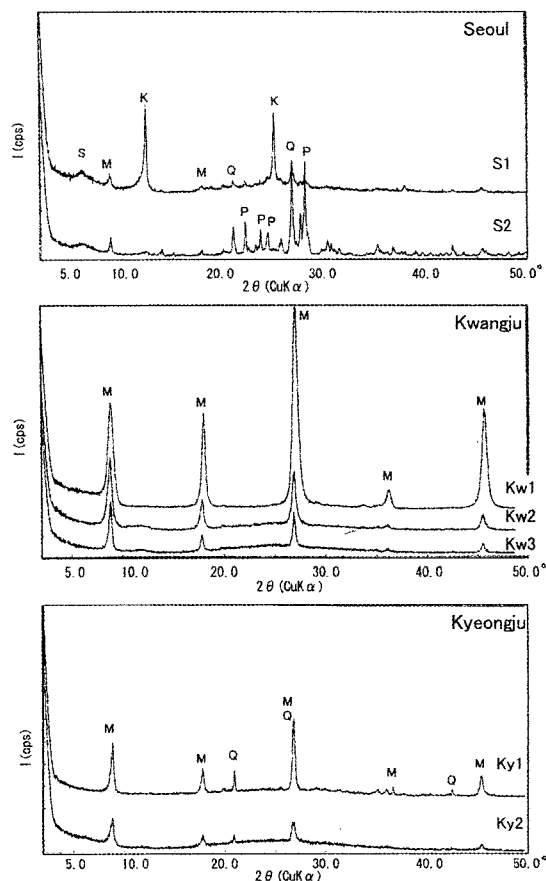 Seoul
K
K
S
M
M
Q
Q
P
S1
P
P
P
S2
I (cps)
5.0 10.0 20.0 30.0 40.0 50.0°
2θ (CuKα)
Kwangju
M
M
M
M
M
Kw1
Kw2
Kw3
I (cps)
5.0 10.0 20.0 30.0 40.0 50.0°
2θ (CuKα)
Kyeongju
M
Q
M
M
Q
M
Q
M
Ky1
Ky2
I (cps)
5.0 10.0 20.0 30.0 40.0 50.0°
2θ (CuKα)